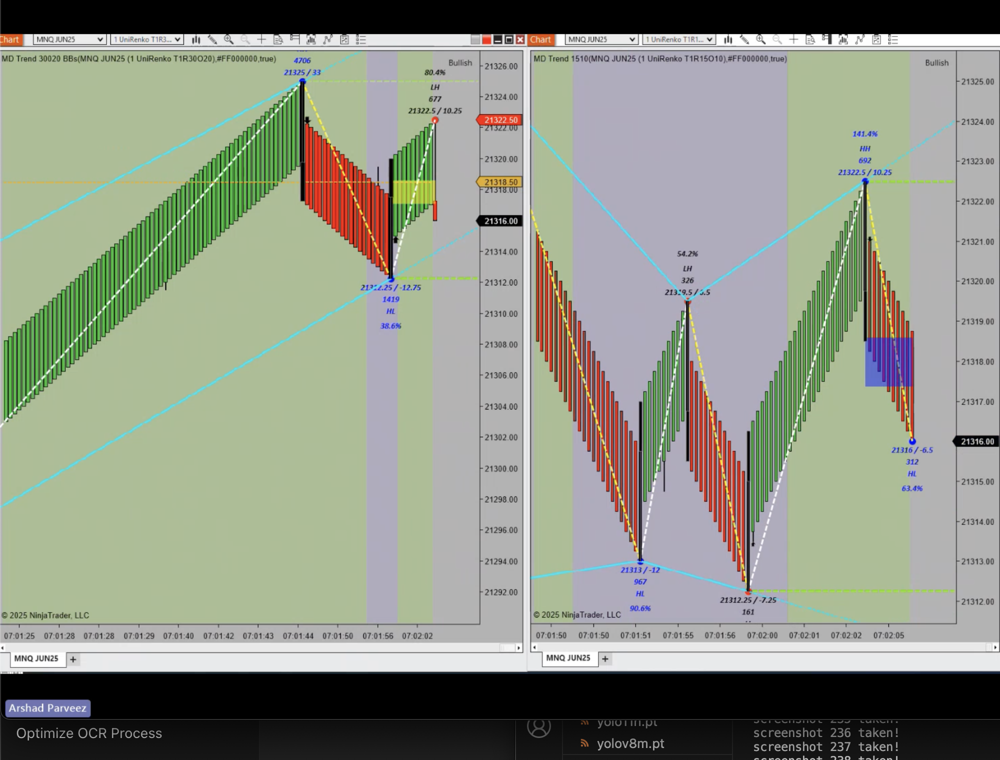 Chart
MNQ JUN25
1 UniRenko T1R3...
MD Trend 30020 BBs(MNQ JUN25 (1 UniRenko T1R30O20),#FF000000,true)
Bullish
4706
21325 / 33
80.4%
LH
677
21322.5 / 10.25
21312.25 / -12.75
1419
HL
38.6%
21326.00
21324.00
21322.50
21322.00
21320.00
21318.50
21318.00
21316.00
21314.00
21312.00
21310.00
21308.00
21306.00
21304.00
21302.00
21300.00
21298.00
21296.00
21294.00
21292.00
© 2025 NinjaTrader, LLC
07:01:25 07:01:28 07:01:28 07:01:29 07:01:40 07:01:42 07:01:43 07:01:44 07:01:50 07:01:56 07:02:02
MNQ JUN25 +
Chart
MNQ JUN25
1 UniRenko T1R1...
MD Trend 1510(MNQ JUN25 (1 UniRenko T1R15O10),#FF000000,true)
Bullish
141.4%
HH
692
21322.5 / 10.25
54.2%
LH
326
21319.5 / 6.5
21316 / -6.5
312
HL
63.4%
21313 / -12
967
HL
90.6%
21312.25 / -7.25
161
21325.00
21324.00
21323.00
21322.00
21321.00
21320.00
21319.00
21318.00
21317.00
21316.00
21315.00
21314.00
21313.00
21312.00
© 2025 NinjaTrader, LLC
07:01:50 07:01:50 07:01:51 07:01:55 07:01:56 07:02:00 07:02:01 07:02:02 07:02:05
MNQ JUN25 +
Arshad Parveez
Optimize OCR Process
yolo11n.pt
yolov8m.pt
screenshot 235 taken!
screenshot 236 taken!
screenshot 237 taken!
screenshot 238 taken!